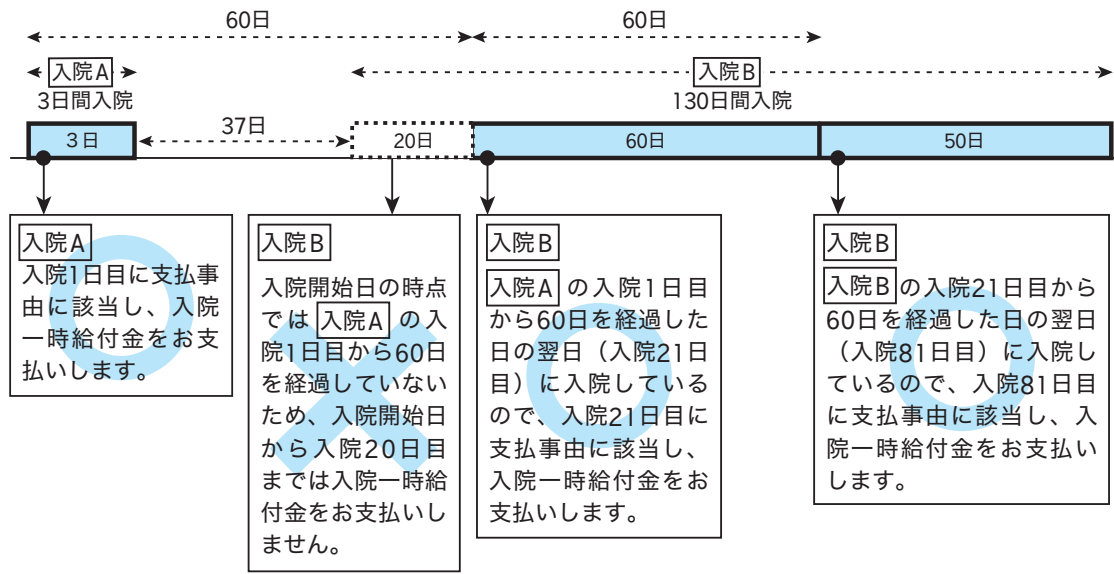 60日
60日
入院A
入院B
3日間入院
130日間入院
37日
3日
20日
60日
50日
入院A
入院1日目に支払事
由に該当し、入院
一時給付金をお支
払いします。
入院B
入院開始日の時点
では 入院A の入
院1日目から60日
を経過していない
ため、入院開始日
から入院20日目
までは入院一時給
付金をお支払いし
ません。
入院B
入院A の入院1日目
から60日を経過した
日の翌日（入院21日
目）に入院している
ので、入院21日目に
支払事由に該当し、
入院一時給付金をお
支払いします。
入院B
入院B の入院21日目から
60日を経過した日の翌日
（入院81日目）に入院し
ているので、入院81日目
に支払事由に該当し、入
院一時給付金をお支払い
します。